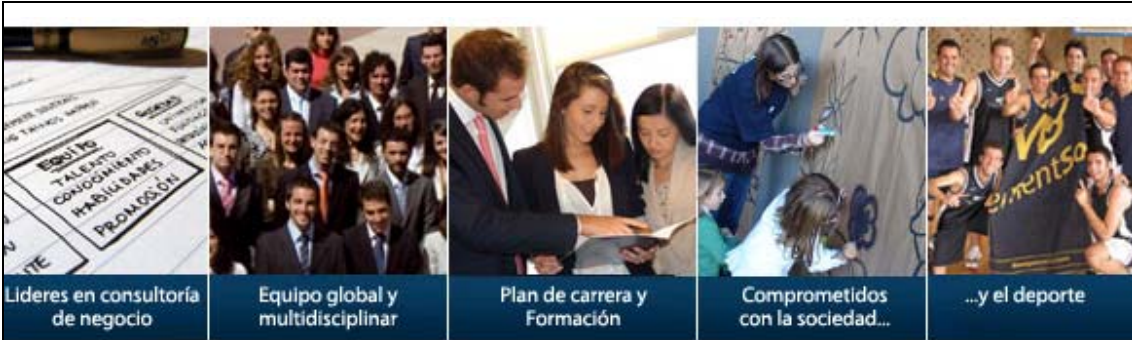 EQUIPO
TALENTO
CONOCIMIENTO
HABILIDADES
PROMOCIÓN
Lideres en consultoría
de negocio
Equipo global y
multidisciplinar
Plan de carrera y
Formación
Comprometidos
con la sociedad...
...y el deporte